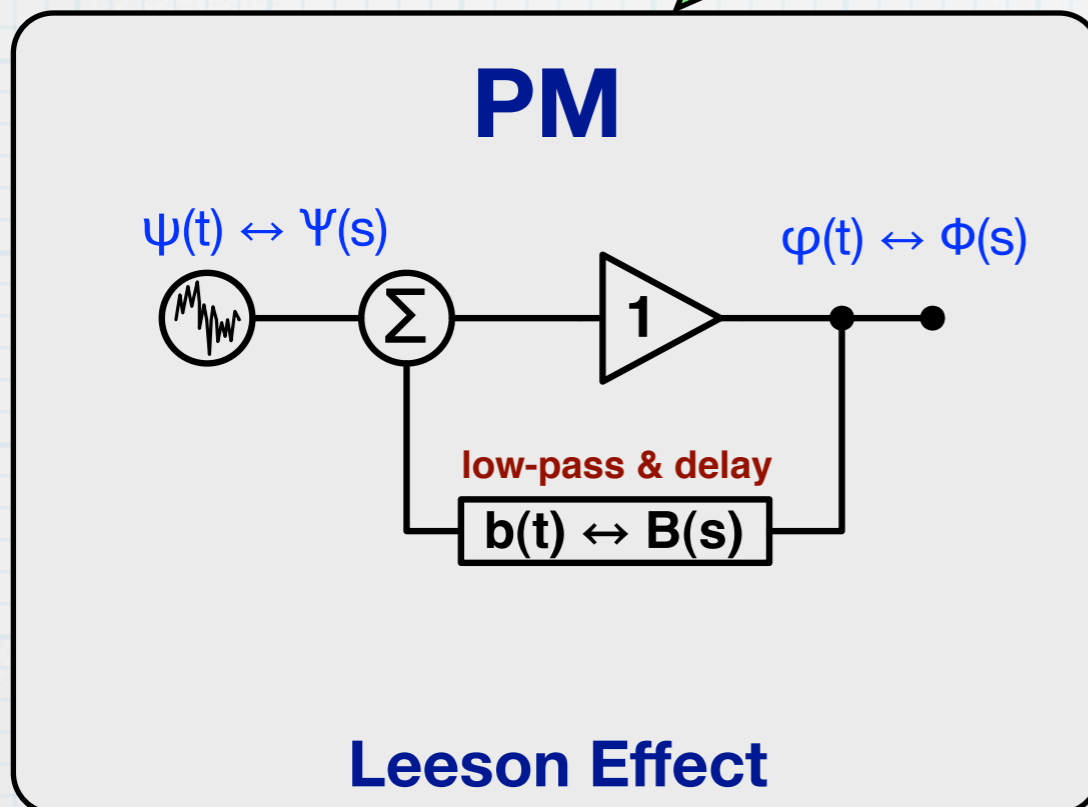 PM
ψ(t) ↔ Ψ(s)
φ(t) ↔ Φ(s)
Σ
1
low-pass & delay
b(t) ↔ B(s)
Leeson Effect